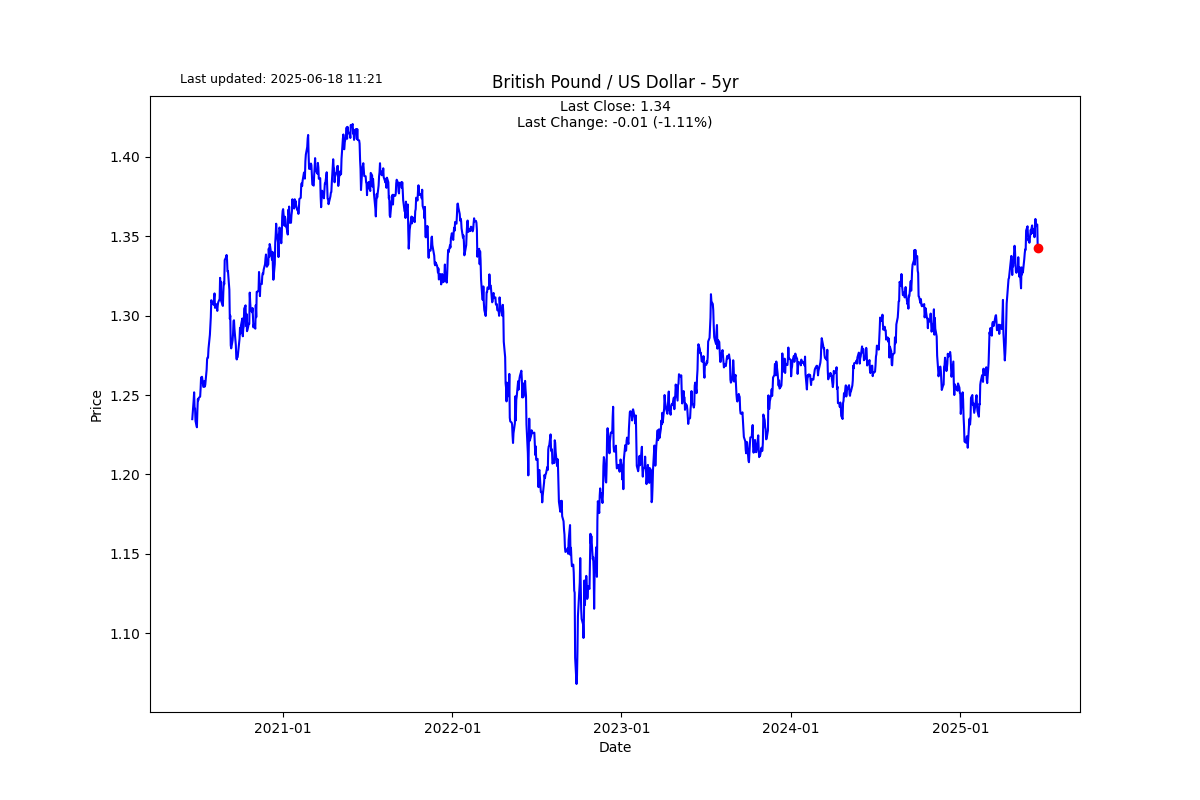 Last updated: 2025-06-18 11:21
British Pound / US Dollar - 5yr
Last Close: 1.34
Last Change: -0.01 (-1.11%)
Price
1.40
1.35
1.30
1.25
1.20
1.15
1.10
2021-01
2022-01
2023-01
2024-01
2025-01
Date